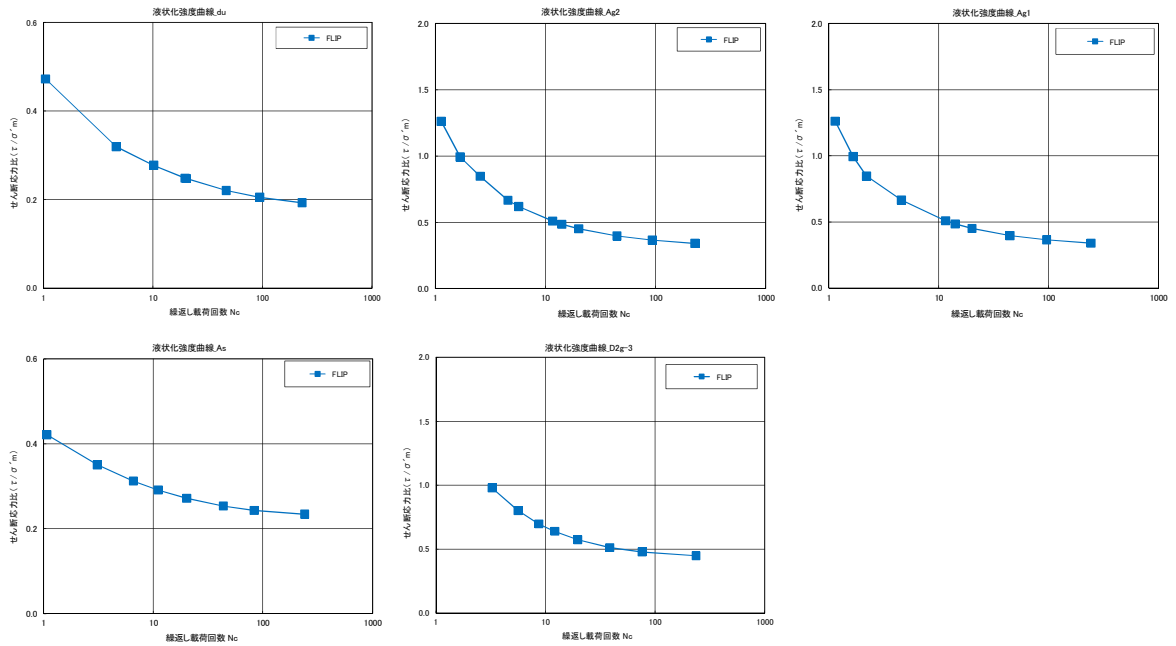 液状化強度曲線_du
FLIP
せん断応力比(τ/σ'm)
0.6
0.4
0.2
0.0
1 10 100 1000
繰返し載荷回数 Nc
液状化強度曲線_Ag2
FLIP
せん断応力比(τ/σ'm)
2.0
1.5
1.0
0.5
0.0
1 10 100 1000
繰返し載荷回数 Nc
液状化強度曲線_Ag1
FLIP
せん断応力比(τ/σ'm)
2.0
1.5
1.0
0.5
0.0
1 10 100 1000
繰返し載荷回数 Nc
液状化強度曲線_As
FLIP
せん断応力比(τ/σ'm)
0.6
0.4
0.2
0.0
1 10 100 1000
繰返し載荷回数 Nc
液状化強度曲線_D2g-3
FLIP
せん断応力比(τ/σ'm)
2.0
1.5
1.0
0.5
0.0
1 10 100 1000
繰返し載荷回数 Nc